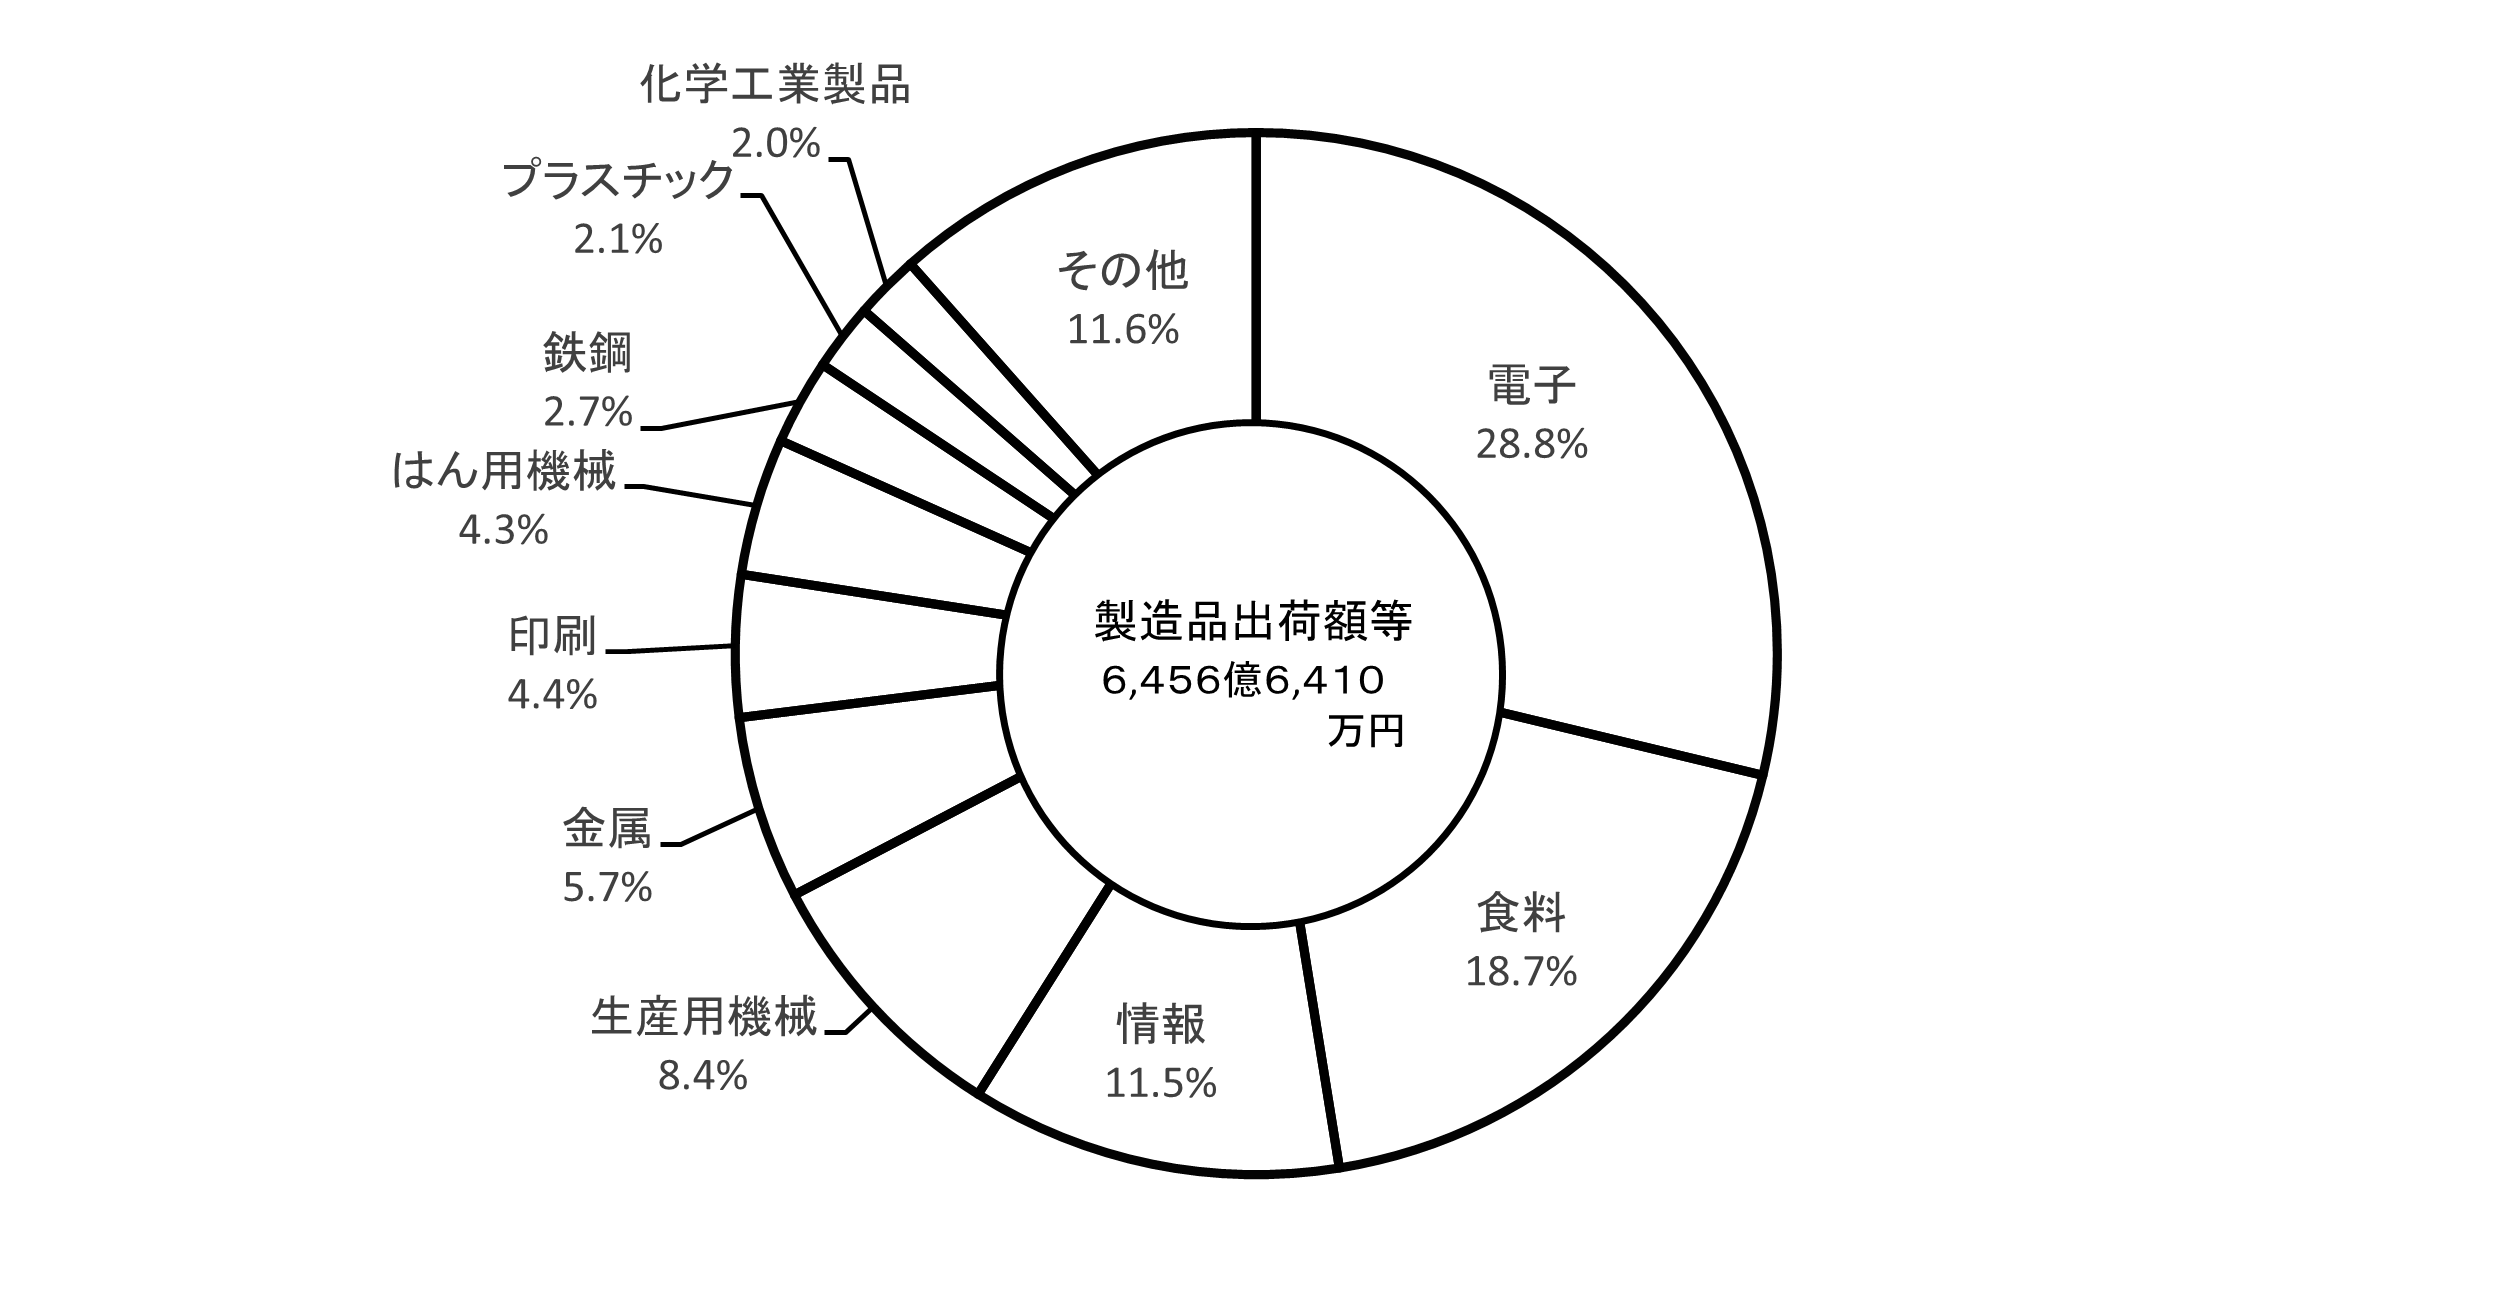 化学工業製品
2.0%
プラスチック
2.1%
鉄鋼
2.7%
はん用機械
4.3%
印刷
4.4%
金属
5.7%
生産用機械
8.4%
その他
11.6%
電子
28.8%
製造品出荷額等
6,456億6,410
万円
食料
18.7%
情報
11.5%